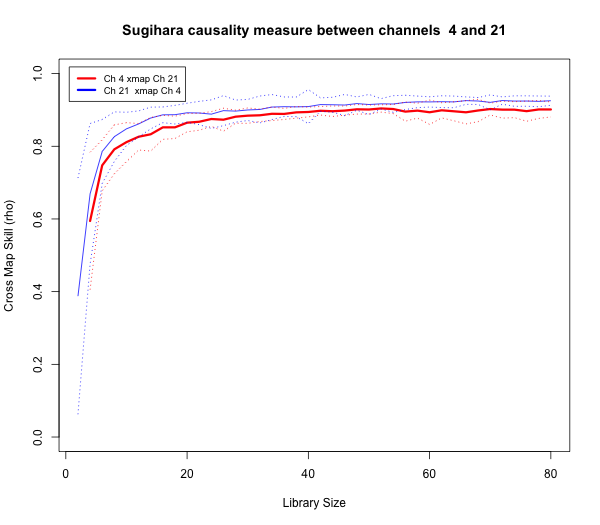 Sugihara causality measure between channels  4 and 21
Ch 4 xmap Ch 21
Ch 21  xmap Ch 4
Cross Map Skill (rho)
1.0
0.8
0.6
0.4
0.2
0.0
0 20 40 60 80
Library Size